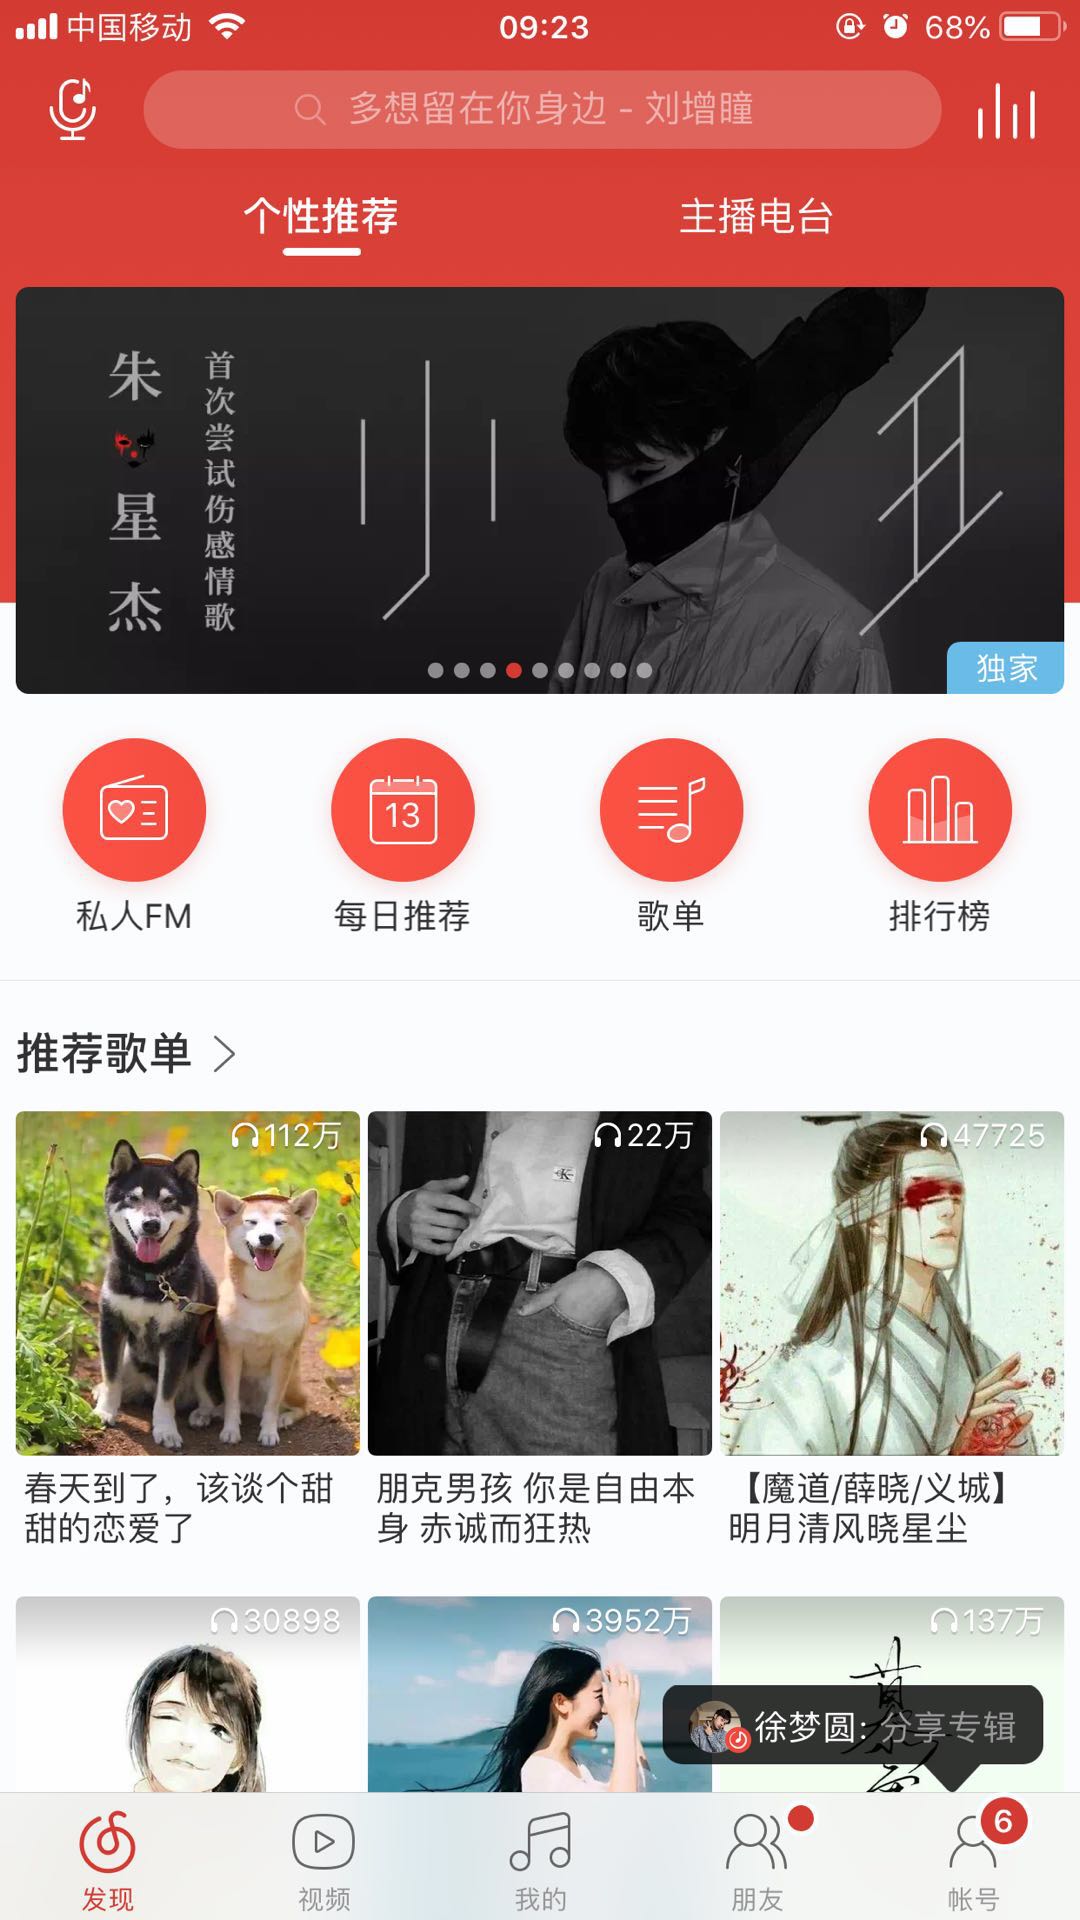 中国移动
09:23
68%
多想留在你身边 - 刘增瞳
个性推荐
主播电台
朱星杰
首次尝试伤感情歌
小丑
独家
13
私人FM
每日推荐
歌单
排行榜
推荐歌单
112万
22万
47725
春天到了，该谈个甜
甜的恋爱了
朋克男孩 你是自由本
身 赤诚而狂热
【魔道/薛晓/义城】
明月清风晓星尘
30898
3952万
137万
徐梦圆：分享专辑
发现
视频
我的
朋友
帐号
6